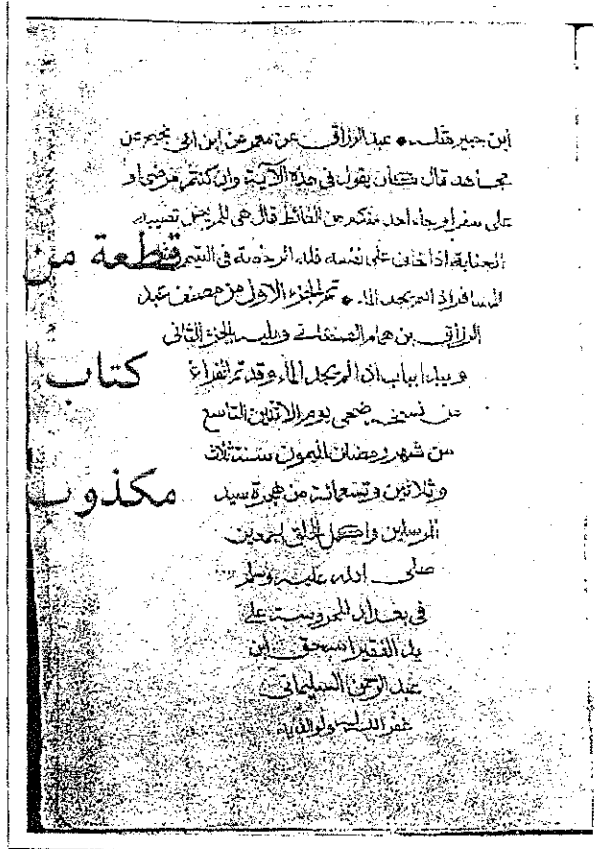 ابن جبير مثله • عبد الرزاق عن معمر عن ابن ابي نجيح عن
مجاهد قال كان يقول في هذه الآية وان كنتم مرضى او
على سفر او جاء احد منكم من الغائط قال هي للمريض تصيبه
الجنابة اذا خاف على نفسه فله الرخصة في التيمم
المسافر اذا لم يجد الماء • تم الجزء الاول من مصنف عبد
الرزاق بن همام الصنعاني ويليه الجزء الثاني
قطعة من
ويبدا بباب اذا لم يجد الماء وقد تم الفراغ
كتاب
من نسخه ضحى يوم الاثنين التاسع
من شهر رمضان الميمون سنة ثلاث
وثلاثين وتسعمائة من هجرة سيد
مكذوب
المرسلين واكمل الخلق اجمعين
صلى الله عليه وسلم
في بغداد المحروسة على
يد الفقير اسحق ابن
عبد الرحمن السليماني
غفر الله له ولوالديه